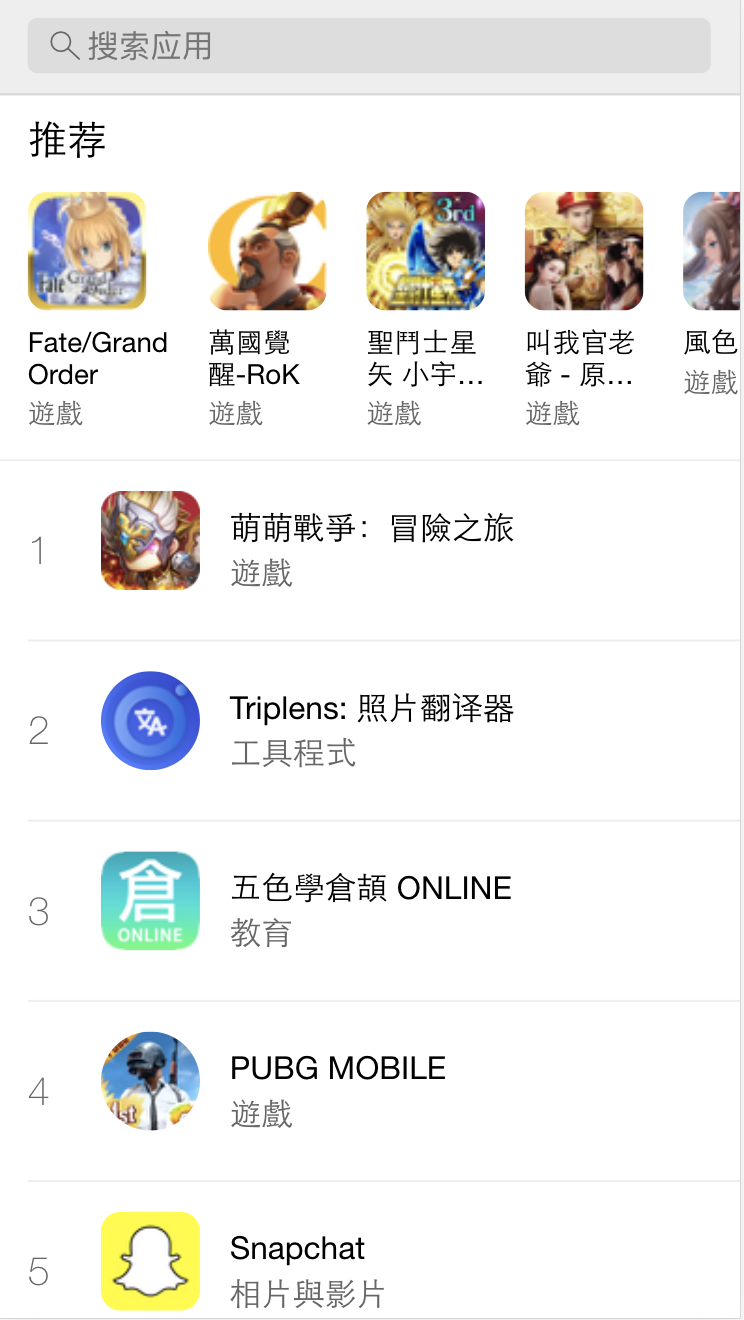 搜索应用
推荐
3rd
Fate/Grand
Order
遊戲
萬國覺
醒-RoK
遊戲
聖鬥士星
矢 小宇...
遊戲
叫我官老
爺 - 原...
遊戲
風色
遊戲
1
萌萌戰爭：冒險之旅
遊戲
2
Triplens: 照片翻译器
工具程式
3
倉
ONLINE
五色學倉頡 ONLINE
教育
4
1st
PUBG MOBILE
遊戲
5
Snapchat
相片與影片